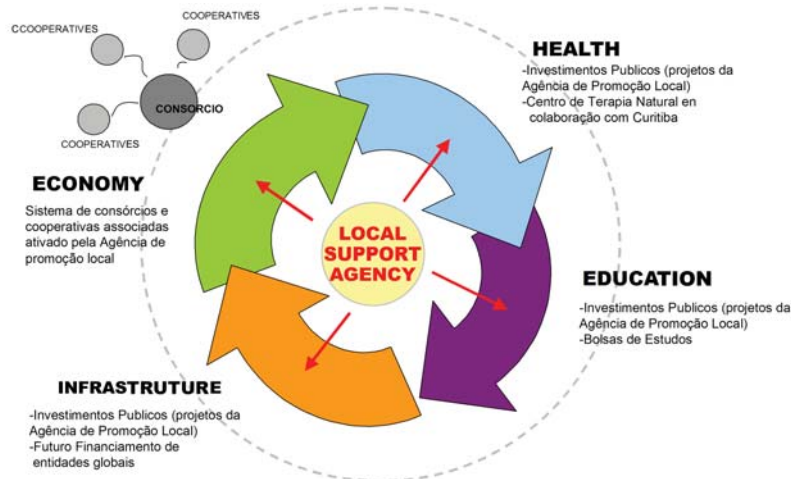 CCOOPERATIVES
COOPERATIVES
CONSORCIO
COOPERATIVES
HEALTH
-Investimentos Publicos (projetos da
Agência de Promoção Local)
-Centro de Terapia Natural en
colaboração com Curitiba
ECONOMY
Sistema de consórcios e
cooperativas associadas
ativado pela Agência de
promoção local
LOCAL
SUPPORT
AGENCY
EDUCATION
-Investimentos Publicos (projetos da
Agência de Promoção Local)
-Bolsas de Estudos
INFRASTRUTURE
-Investimentos Publicos (projetos da
Agência de Promoção Local)
-Futuro Financiamento de
entidades globais